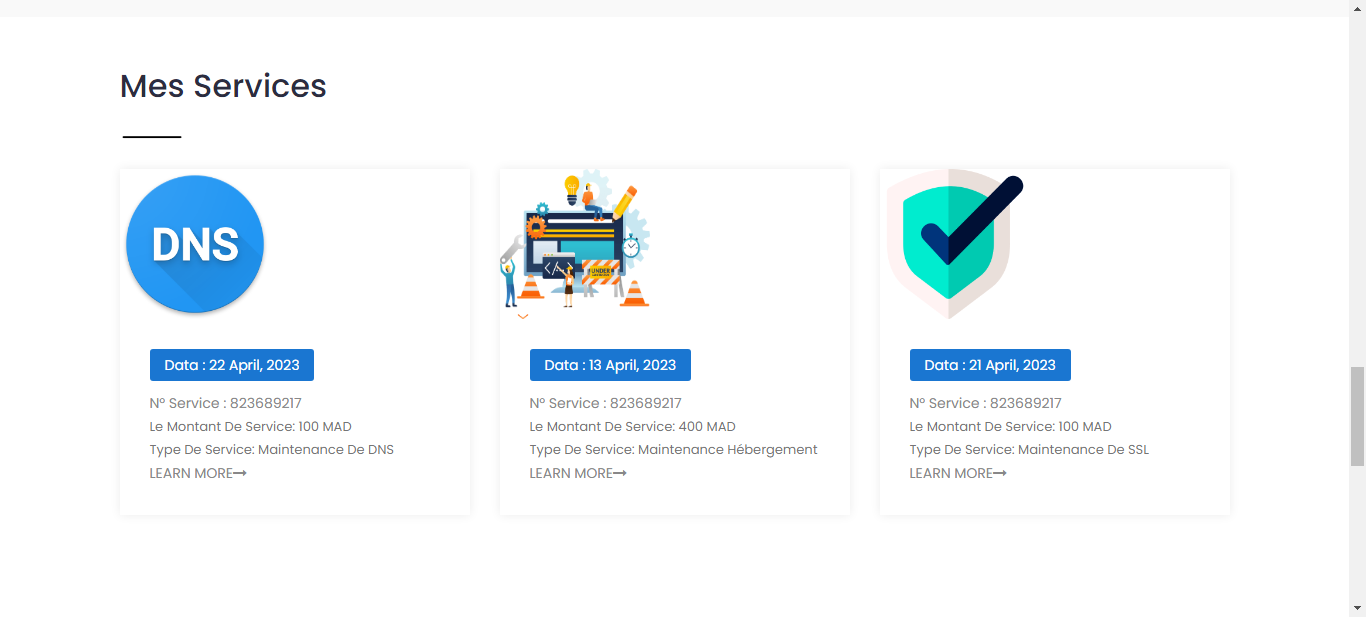 Mes Services
DNS
Data : 22 April, 2023
N° Service : 823689217
Le Montant De Service: 100 MAD
Type De Service: Maintenance De DNS
LEARN MORE
</>
UNDER
Data : 13 April, 2023
N° Service : 823689217
Le Montant De Service: 400 MAD
Type De Service: Maintenance Hébergement
LEARN MORE
Data : 21 April, 2023
N° Service : 823689217
Le Montant De Service: 100 MAD
Type De Service: Maintenance De SSL
LEARN MORE